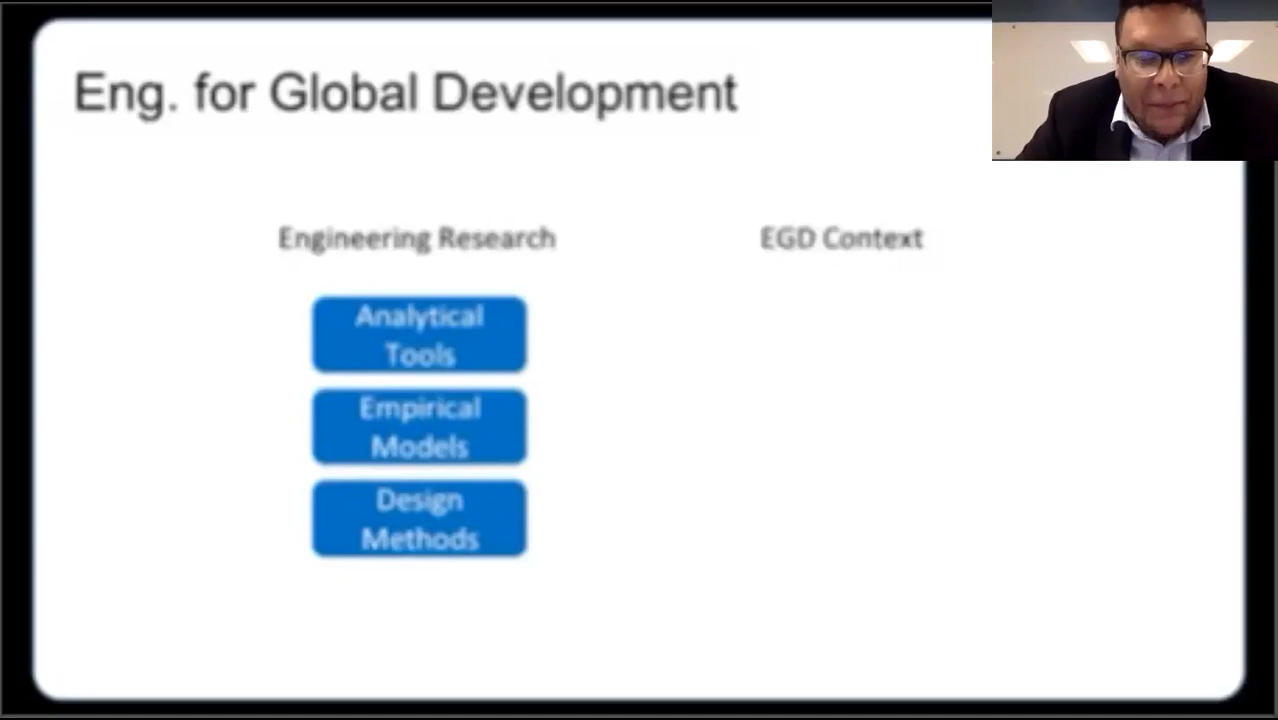 Eng. for Global Development
Engineering Research
EGD Context
Analytical
Tools
Empirical
Models
Design
Methods